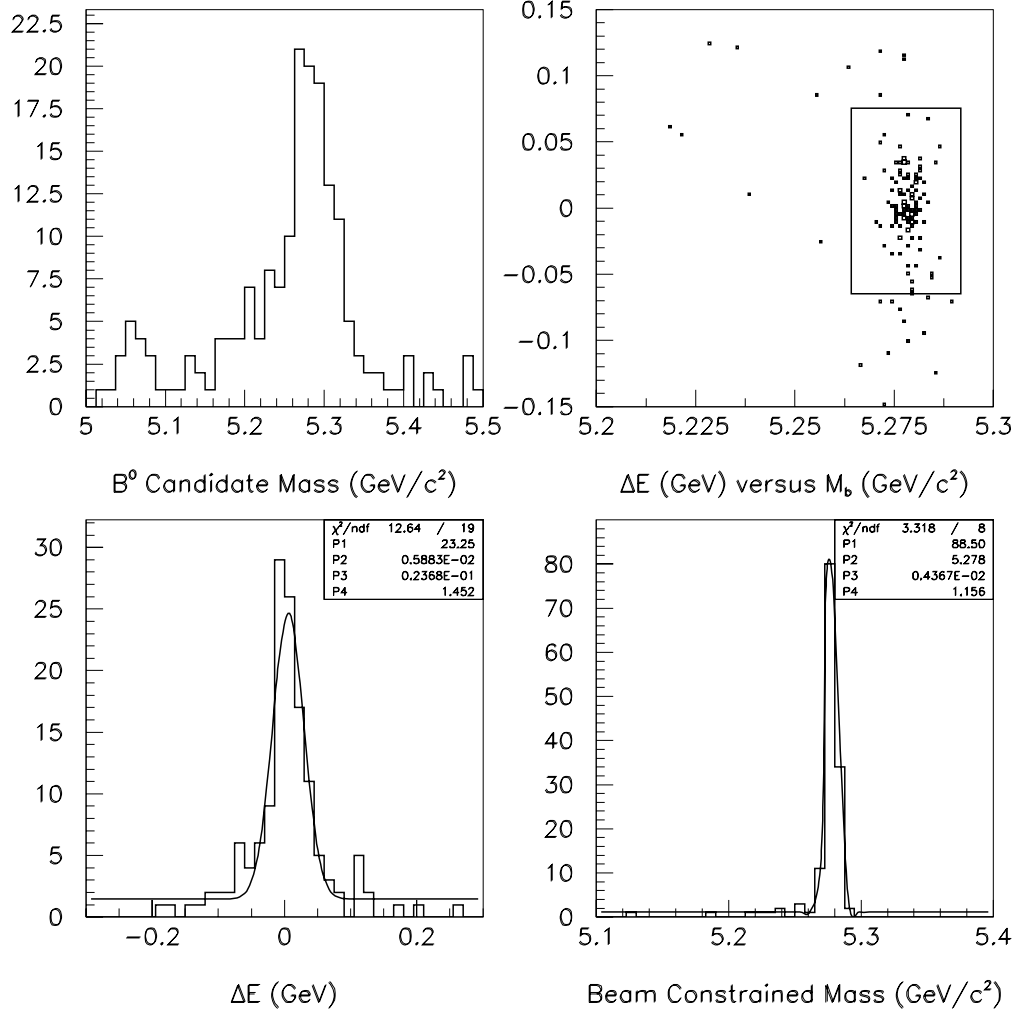 22.5
20
17.5
15
12.5
10
7.5
5
2.5
0
5 5.1 5.2 5.3 5.4 5.5
B⁰ Candidate Mass (GeV/c²)
0.15
0.1
0.05
0
−0.05
−0.1
−0.15
5.2 5.225 5.25 5.275 5.3
ΔE (GeV) versus M_b (GeV/c²)
χ²/ndf 12.64 / 19
P1 23.25
P2 0.5883E−02
P3 0.2368E−01
P4 1.452
30
25
20
15
10
5
0
−0.2 0 0.2
ΔE (GeV)
χ²/ndf 3.318 / 8
P1 88.50
P2 5.278
P3 0.4367E−02
P4 1.156
80
70
60
50
40
30
20
10
0
5.1 5.2 5.3 5.4
Beam Constrained Mass (GeV/c²)